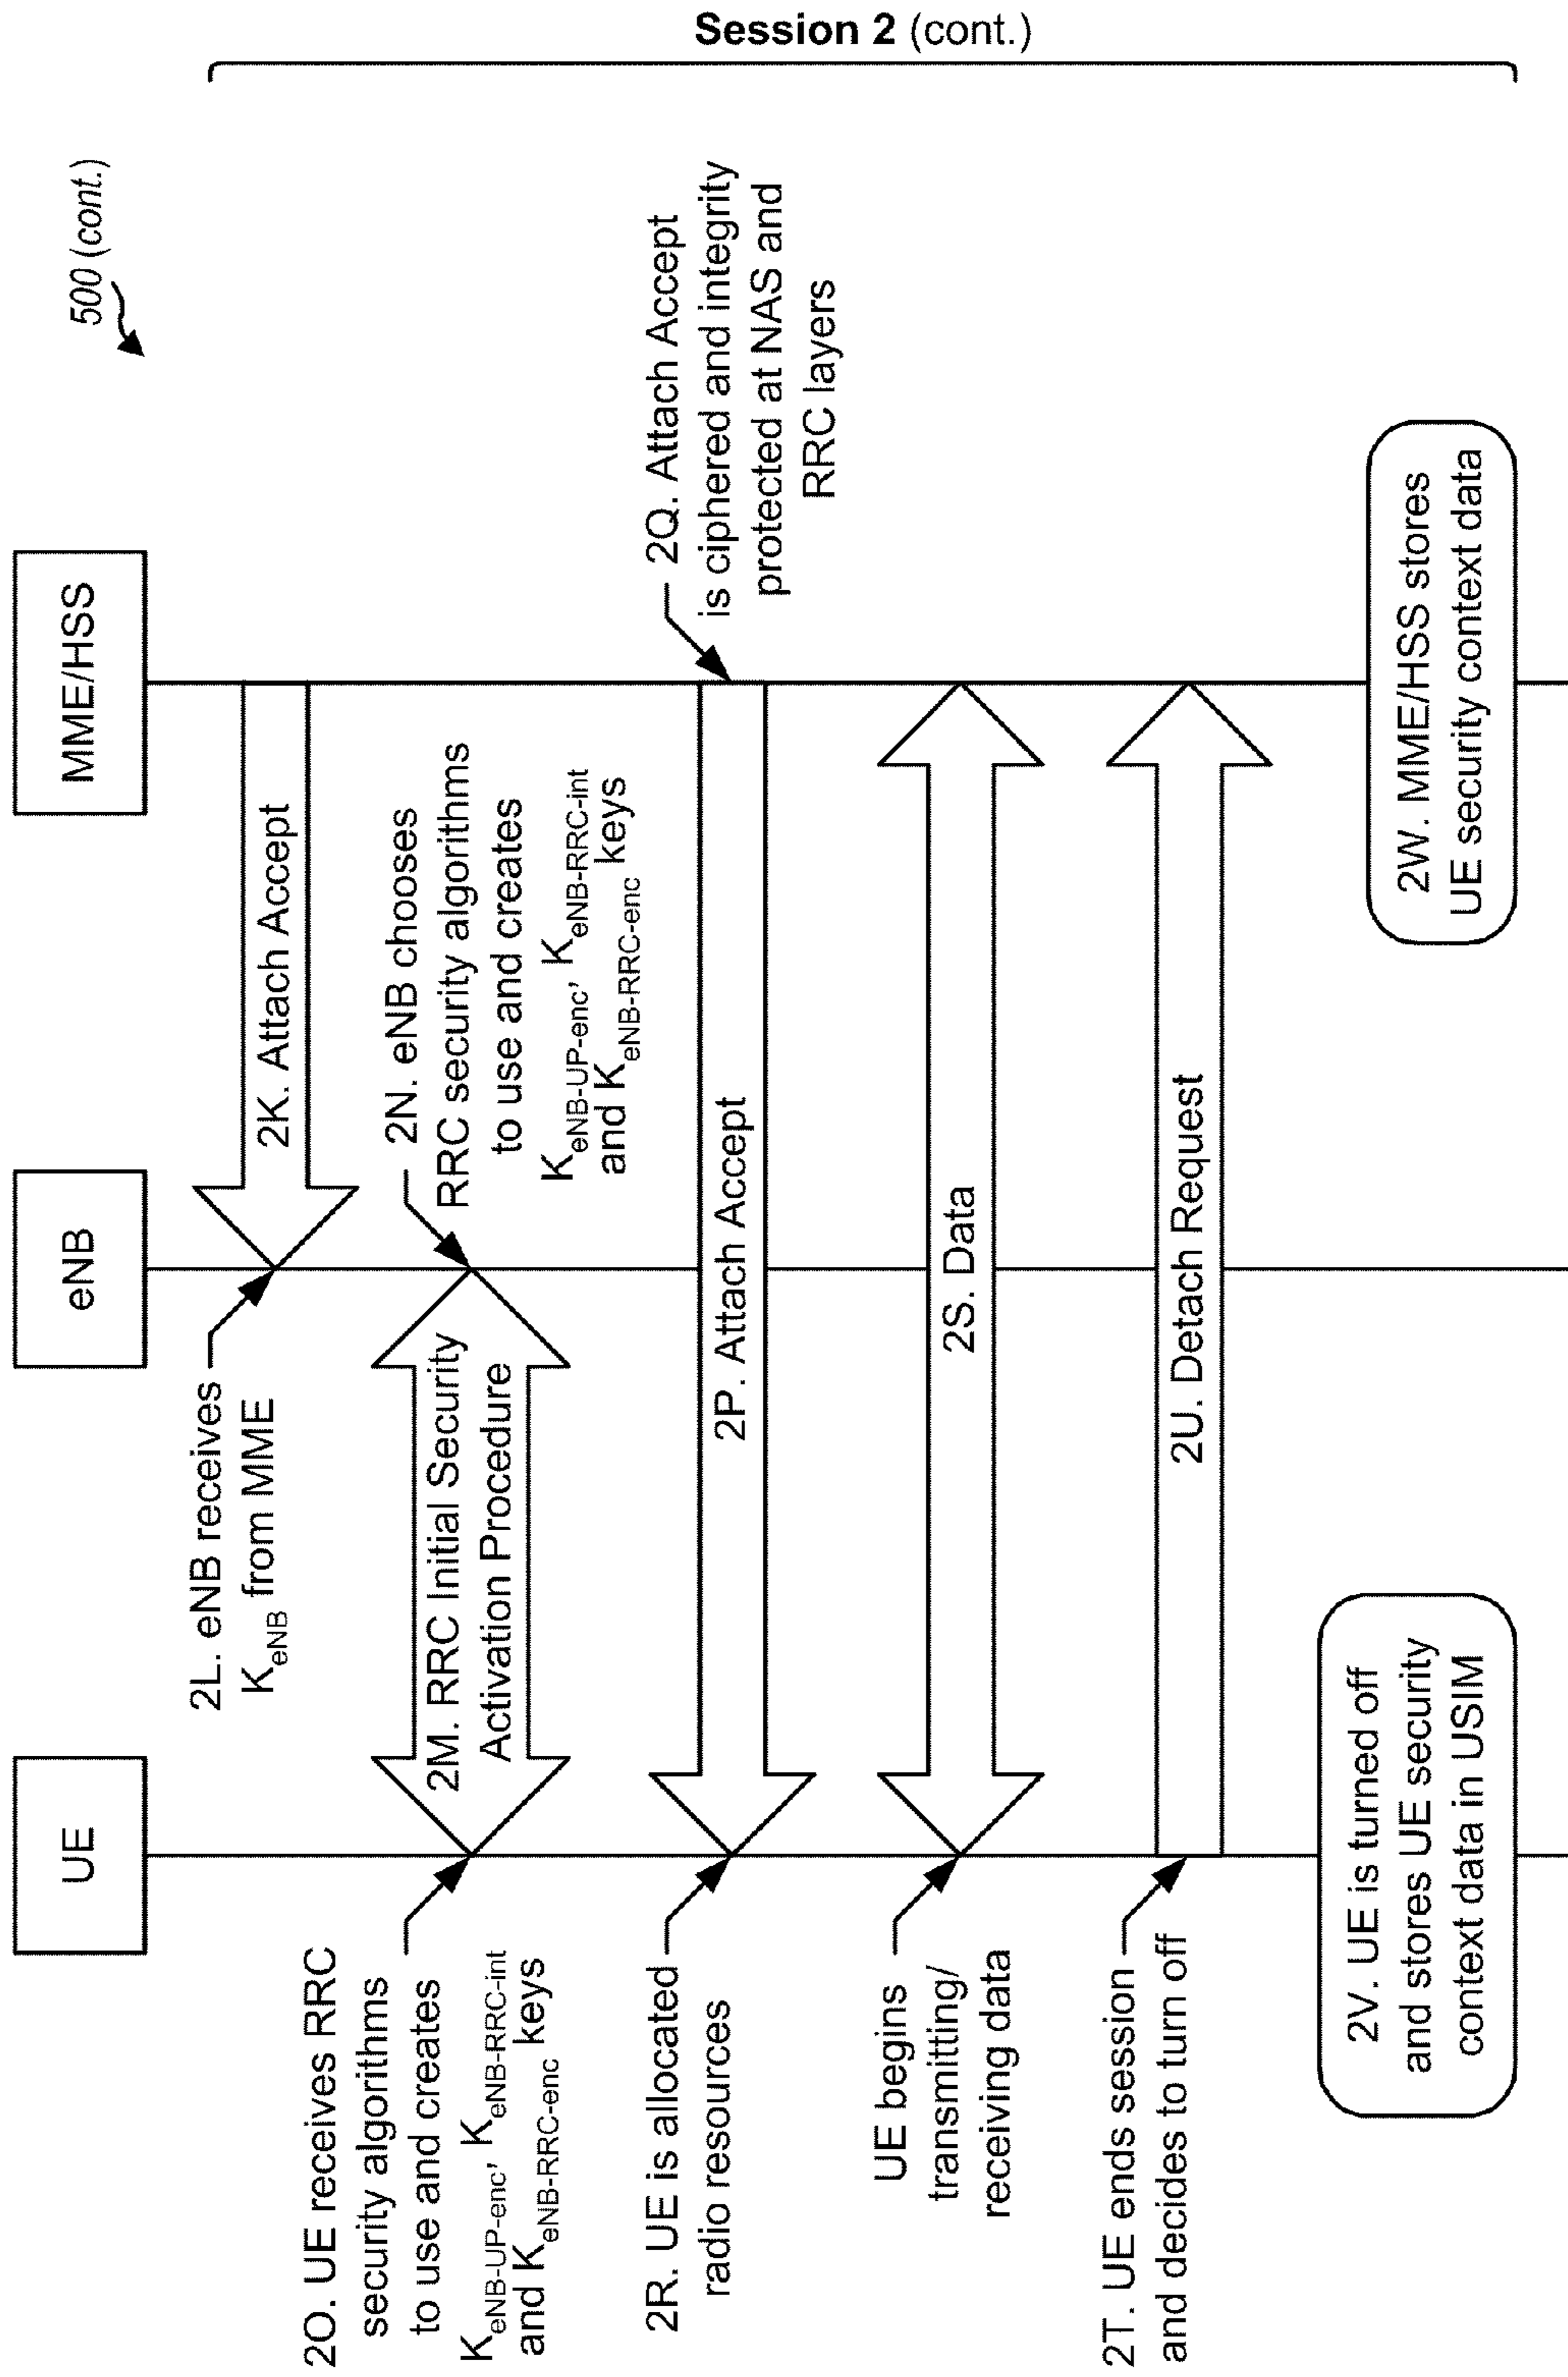 500 (cont.)
UE
eNB
MME/HSS
Session 2 (cont.)
2K. Attach Accept
2L. eNB receives
KeNB from MME
2M. RRC Initial Security
Activation Procedure
2N. eNB chooses
RRC security algorithms
to use and creates
KeNB-UP-enc, KeNB-RRC-int
and KeNB-RRC-enc keys
2O. UE receives RRC
security algorithms
to use and creates
KeNB-UP-enc, KeNB-RRC-int
and KeNB-RRC-enc keys
2P. Attach Accept
2Q. Attach Accept
is ciphered and integrity
protected at NAS and
RRC layers
2R. UE is allocated
radio resources
2S. Data
UE begins
transmitting/
receiving data
2T. UE ends session
and decides to turn off
2U. Detach Request
2V. UE is turned off
and stores UE security
context data in USIM
2W. MME/HSS stores
UE security context data